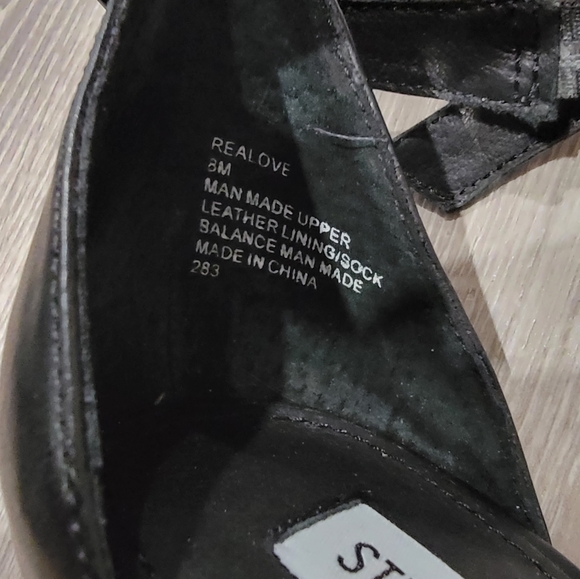 REALOVE
8M
MAN MADE UPPER
LEATHER LINING/SOCK
BALANCE MAN MADE
MADE IN CHINA
283